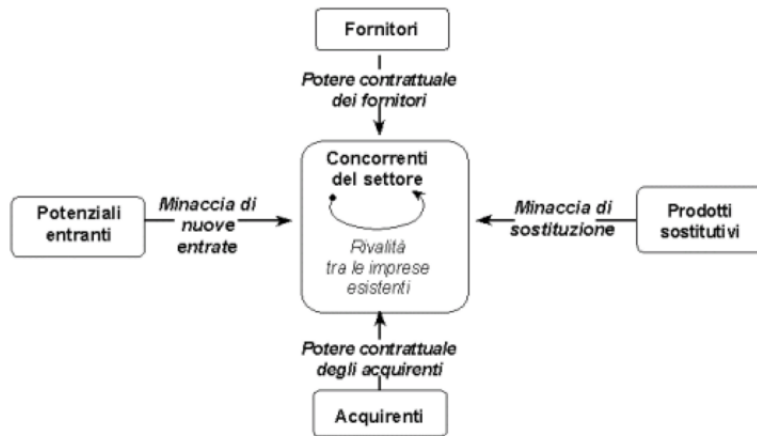 Fornitori
Potere contrattuale
dei fornitori
Concorrenti
del settore
Rivalità
tra le imprese
esistenti
Potenziali
entranti
Minaccia di
nuove
entrate
Minaccia di
sostituzione
Prodotti
sostitutivi
Potere contrattuale
degli acquirenti
Acquirenti